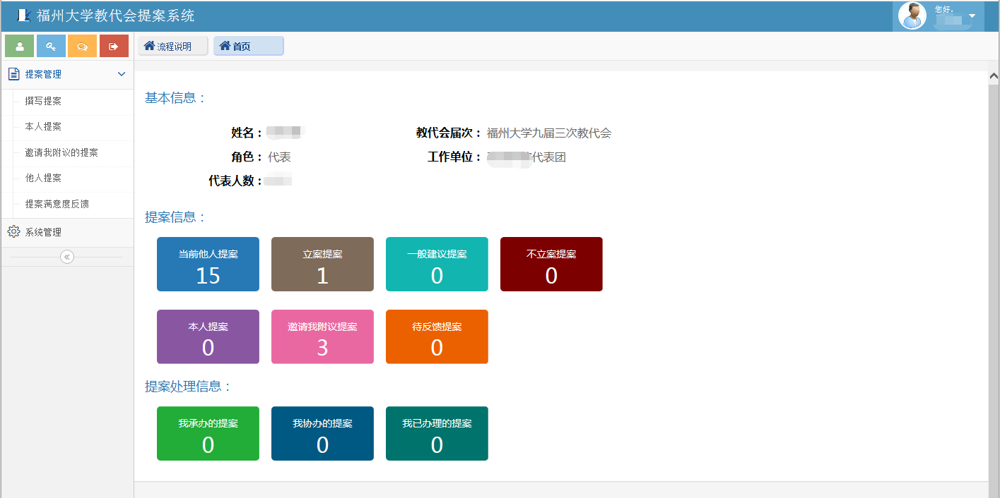 福州大学教代会提案系统
您好,
流程说明
首页
提案管理
撰写提案
本人提案
邀请我附议的提案
他人提案
提案满意度反馈
系统管理
基本信息：
姓名：
教代会届次： 福州大学九届三次教代会
角色： 代表
工作单位： 代表团
代表人数：
提案信息：
当前他人提案
15
立案提案
1
一般建议提案
0
不立案提案
0
本人提案
0
邀请我附议提案
3
待反馈提案
0
提案处理信息：
我承办的提案
0
我协办的提案
0
我已办理的提案
0